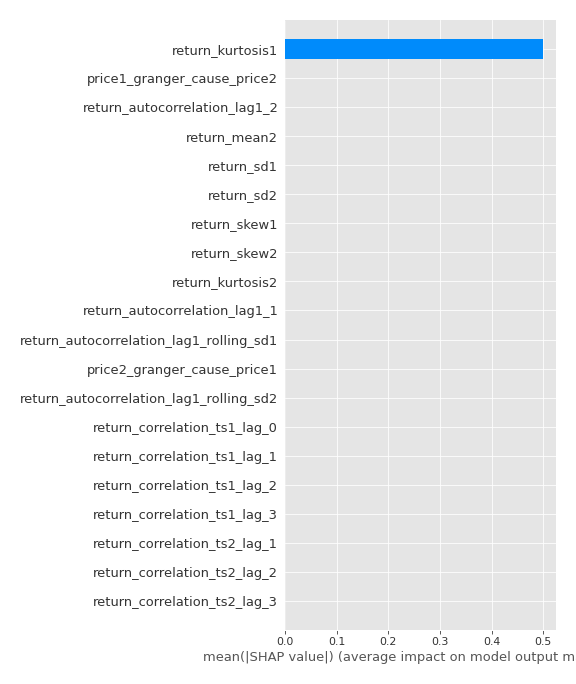 return_kurtosis1
price1_granger_cause_price2
return_autocorrelation_lag1_2
return_mean2
return_sd1
return_sd2
return_skew1
return_skew2
return_kurtosis2
return_autocorrelation_lag1_1
return_autocorrelation_lag1_rolling_sd1
price2_granger_cause_price1
return_autocorrelation_lag1_rolling_sd2
return_correlation_ts1_lag_0
return_correlation_ts1_lag_1
return_correlation_ts1_lag_2
return_correlation_ts1_lag_3
return_correlation_ts2_lag_1
return_correlation_ts2_lag_2
return_correlation_ts2_lag_3
0.0 0.1 0.2 0.3 0.4 0.5
mean(|SHAP value|) (average impact on model output m